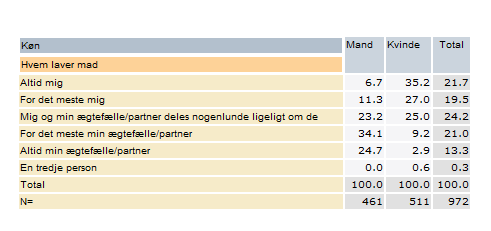 Køn Mand Kvinde Total
Hvem laver mad
Altid mig 6.7 35.2 21.7
For det meste mig 11.3 27.0 19.5
Mig og min ægtefælle/partner deles nogenlunde ligeligt om de 23.2 25.0 24.2
For det meste min ægtefælle/partner 34.1 9.2 21.0
Altid min ægtefælle/partner 24.7 2.9 13.3
En tredje person 0.0 0.6 0.3
Total 100.0 100.0 100.0
N= 461 511 972